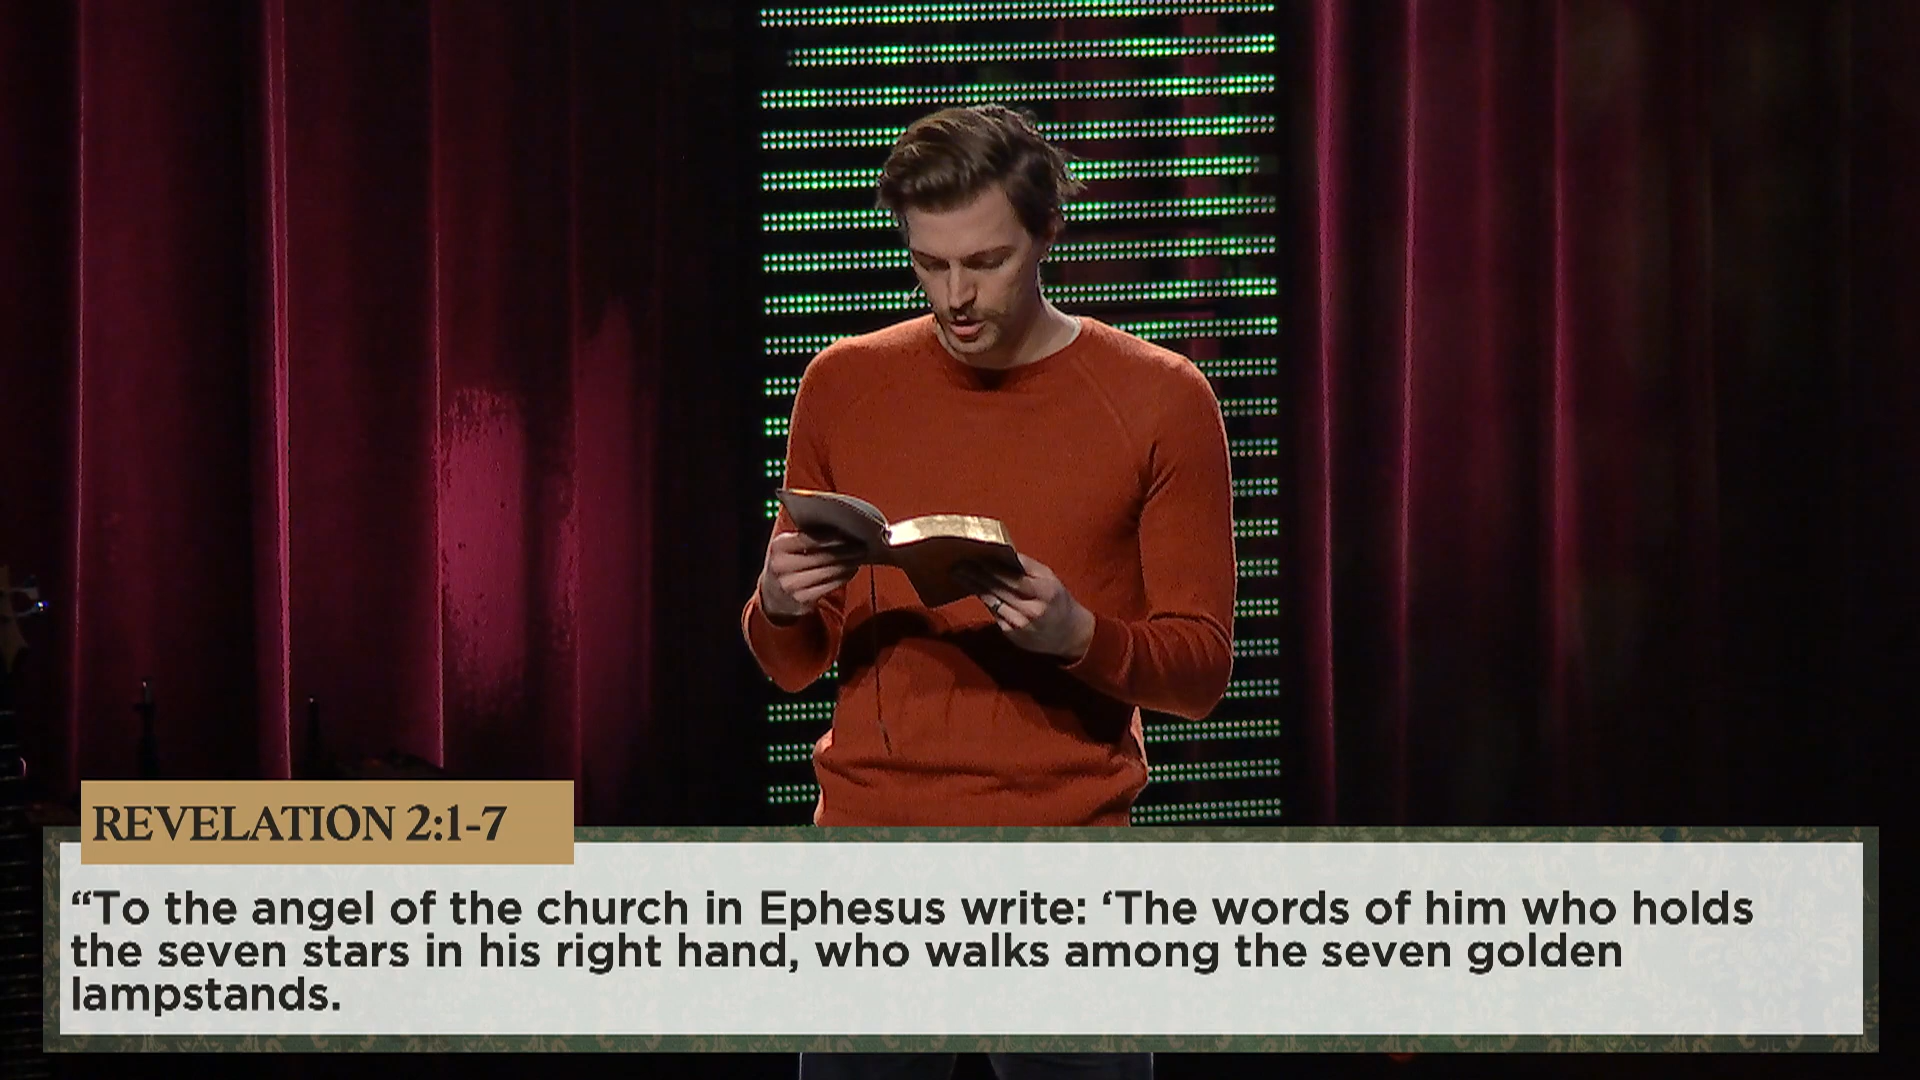 REVELATION 2:1-7
“To the angel of the church in Ephesus write: ‘The words of him who holds
the seven stars in his right hand, who walks among the seven golden
lampstands.